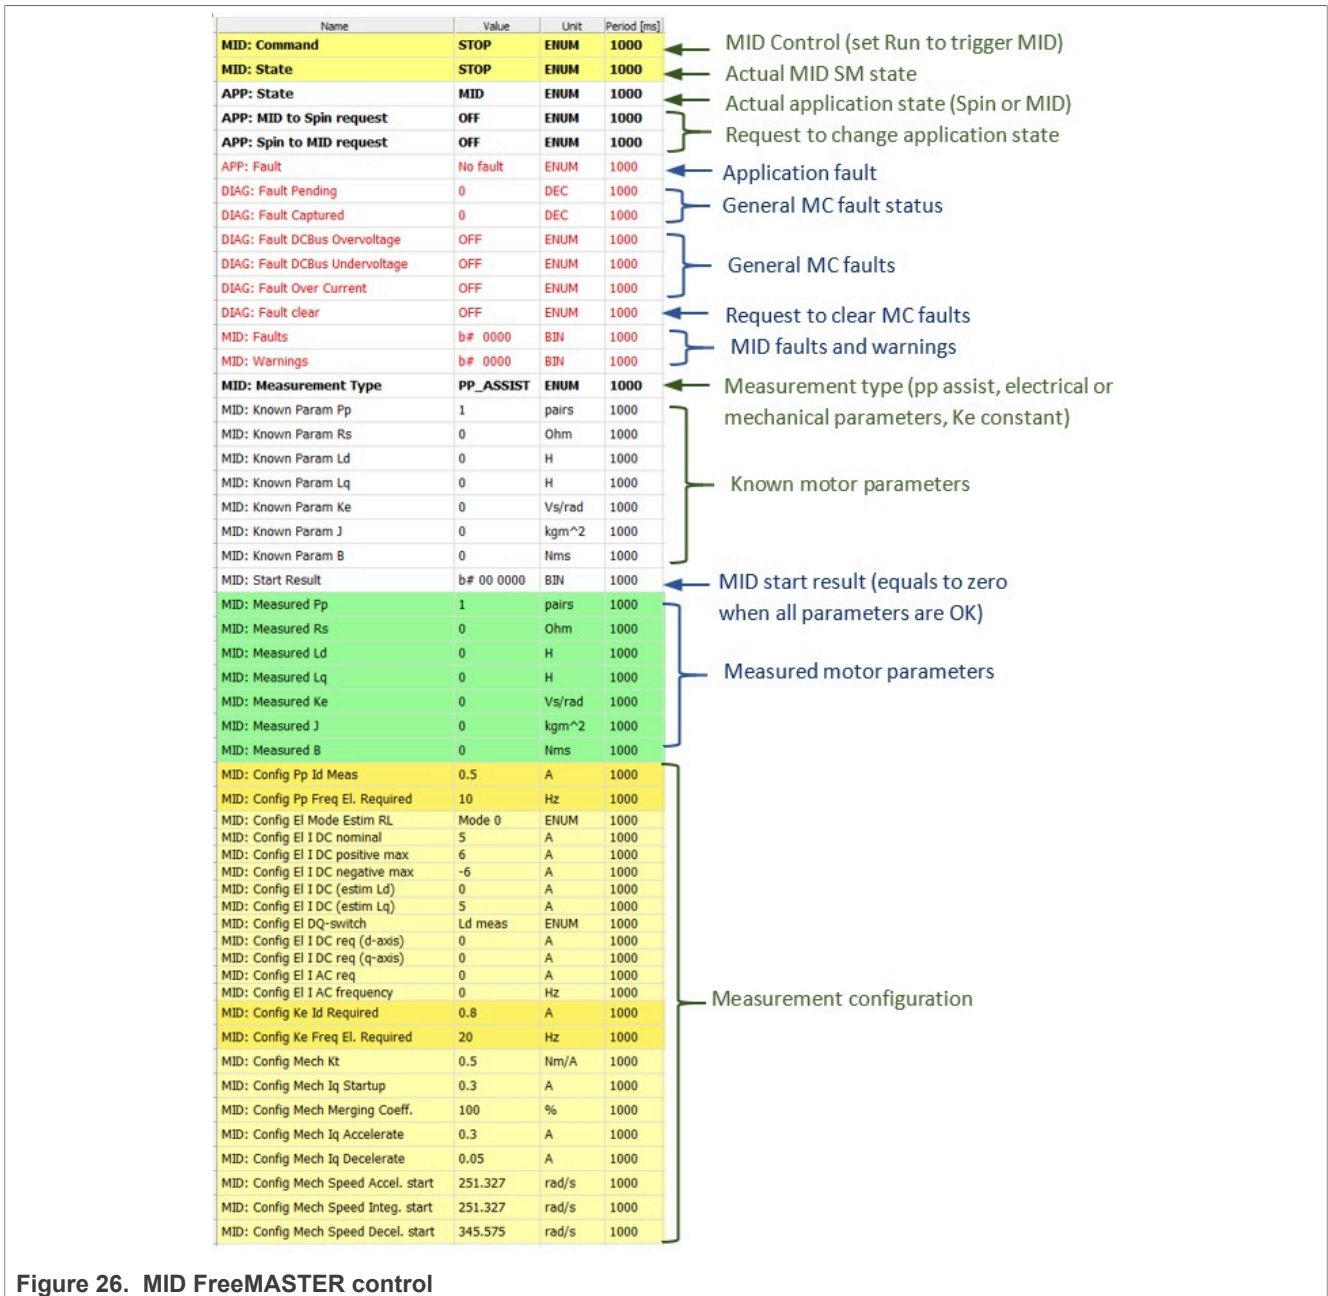 Name Value Unit Period [ms]
MID: Command STOP ENUM 1000
MID Control (set Run to trigger MID)
MID: State STOP ENUM 1000
Actual MID SM state
APP: State MID ENUM 1000
Actual application state (Spin or MID)
APP: MID to Spin request OFF ENUM 1000
APP: Spin to MID request OFF ENUM 1000
Request to change application state
APP: Fault No fault ENUM 1000
Application fault
DIAG: Fault Pending 0 DEC 1000
DIAG: Fault Captured 0 DEC 1000
General MC fault status
DIAG: Fault DCBus Overvoltage OFF ENUM 1000
DIAG: Fault DCBus Undervoltage OFF ENUM 1000
DIAG: Fault Over Current OFF ENUM 1000
General MC faults
DIAG: Fault clear OFF ENUM 1000
Request to clear MC faults
MID: Faults b# 0000 BIN 1000
MID: Warnings b# 0000 BIN 1000
MID faults and warnings
MID: Measurement Type PP_ASSIST ENUM 1000
Measurement type (pp assist, electrical or
mechanical parameters, Ke constant)
MID: Known Param Pp 1 pairs 1000
MID: Known Param Rs 0 Ohm 1000
MID: Known Param Ld 0 H 1000
MID: Known Param Lq 0 H 1000
MID: Known Param Ke 0 Vs/rad 1000
MID: Known Param J 0 kgm^2 1000
MID: Known Param B 0 Nms 1000
Known motor parameters
MID: Start Result b# 00 0000 BIN 1000
MID start result (equals to zero
when all parameters are OK)
MID: Measured Pp 1 pairs 1000
MID: Measured Rs 0 Ohm 1000
MID: Measured Ld 0 H 1000
MID: Measured Lq 0 H 1000
MID: Measured Ke 0 Vs/rad 1000
MID: Measured J 0 kgm^2 1000
MID: Measured B 0 Nms 1000
Measured motor parameters
MID: Config Pp Id Meas 0.5 A 1000
MID: Config Pp Freq El. Required 10 Hz 1000
MID: Config El Mode Estim RL Mode 0 ENUM 1000
MID: Config El I DC nominal 5 A 1000
MID: Config El I DC positive max 6 A 1000
MID: Config El I DC negative max -6 A 1000
MID: Config El I DC (estim Ld) 0 A 1000
MID: Config El I DC (estim Lq) 5 A 1000
MID: Config El DQ-switch Ld meas ENUM 1000
MID: Config El I DC req (d-axis) 0 A 1000
MID: Config El I DC req (q-axis) 0 A 1000
MID: Config El I AC req 0 A 1000
MID: Config El I AC frequency 0 Hz 1000
MID: Config Ke Id Required 0.8 A 1000
MID: Config Ke Freq El. Required 20 Hz 1000
MID: Config Mech Kt 0.5 Nm/A 1000
MID: Config Mech Iq Startup 0.3 A 1000
MID: Config Mech Merging Coeff. 100 % 1000
MID: Config Mech Iq Accelerate 0.3 A 1000
MID: Config Mech Iq Decelerate 0.05 A 1000
MID: Config Mech Speed Accel. start 251.327 rad/s 1000
MID: Config Mech Speed Integ. start 251.327 rad/s 1000
MID: Config Mech Speed Decel. start 345.575 rad/s 1000
Measurement configuration
Figure 26. MID FreeMASTER control